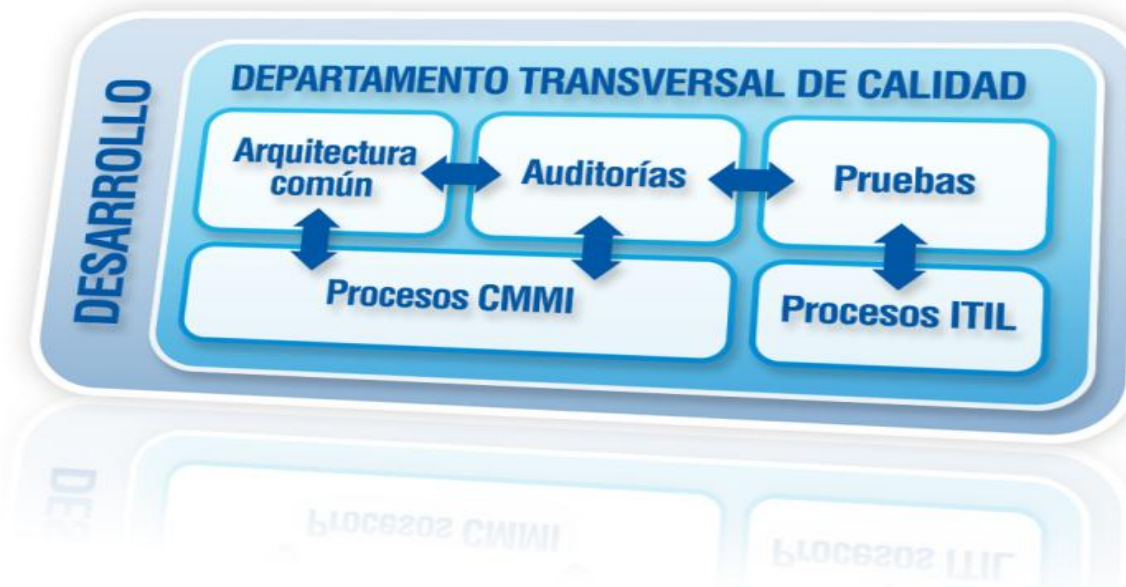 DESARROLLO
DEPARTAMENTO TRANSVERSAL DE CALIDAD
Arquitectura
común
Auditorías
Pruebas
Procesos CMMI
Procesos ITIL